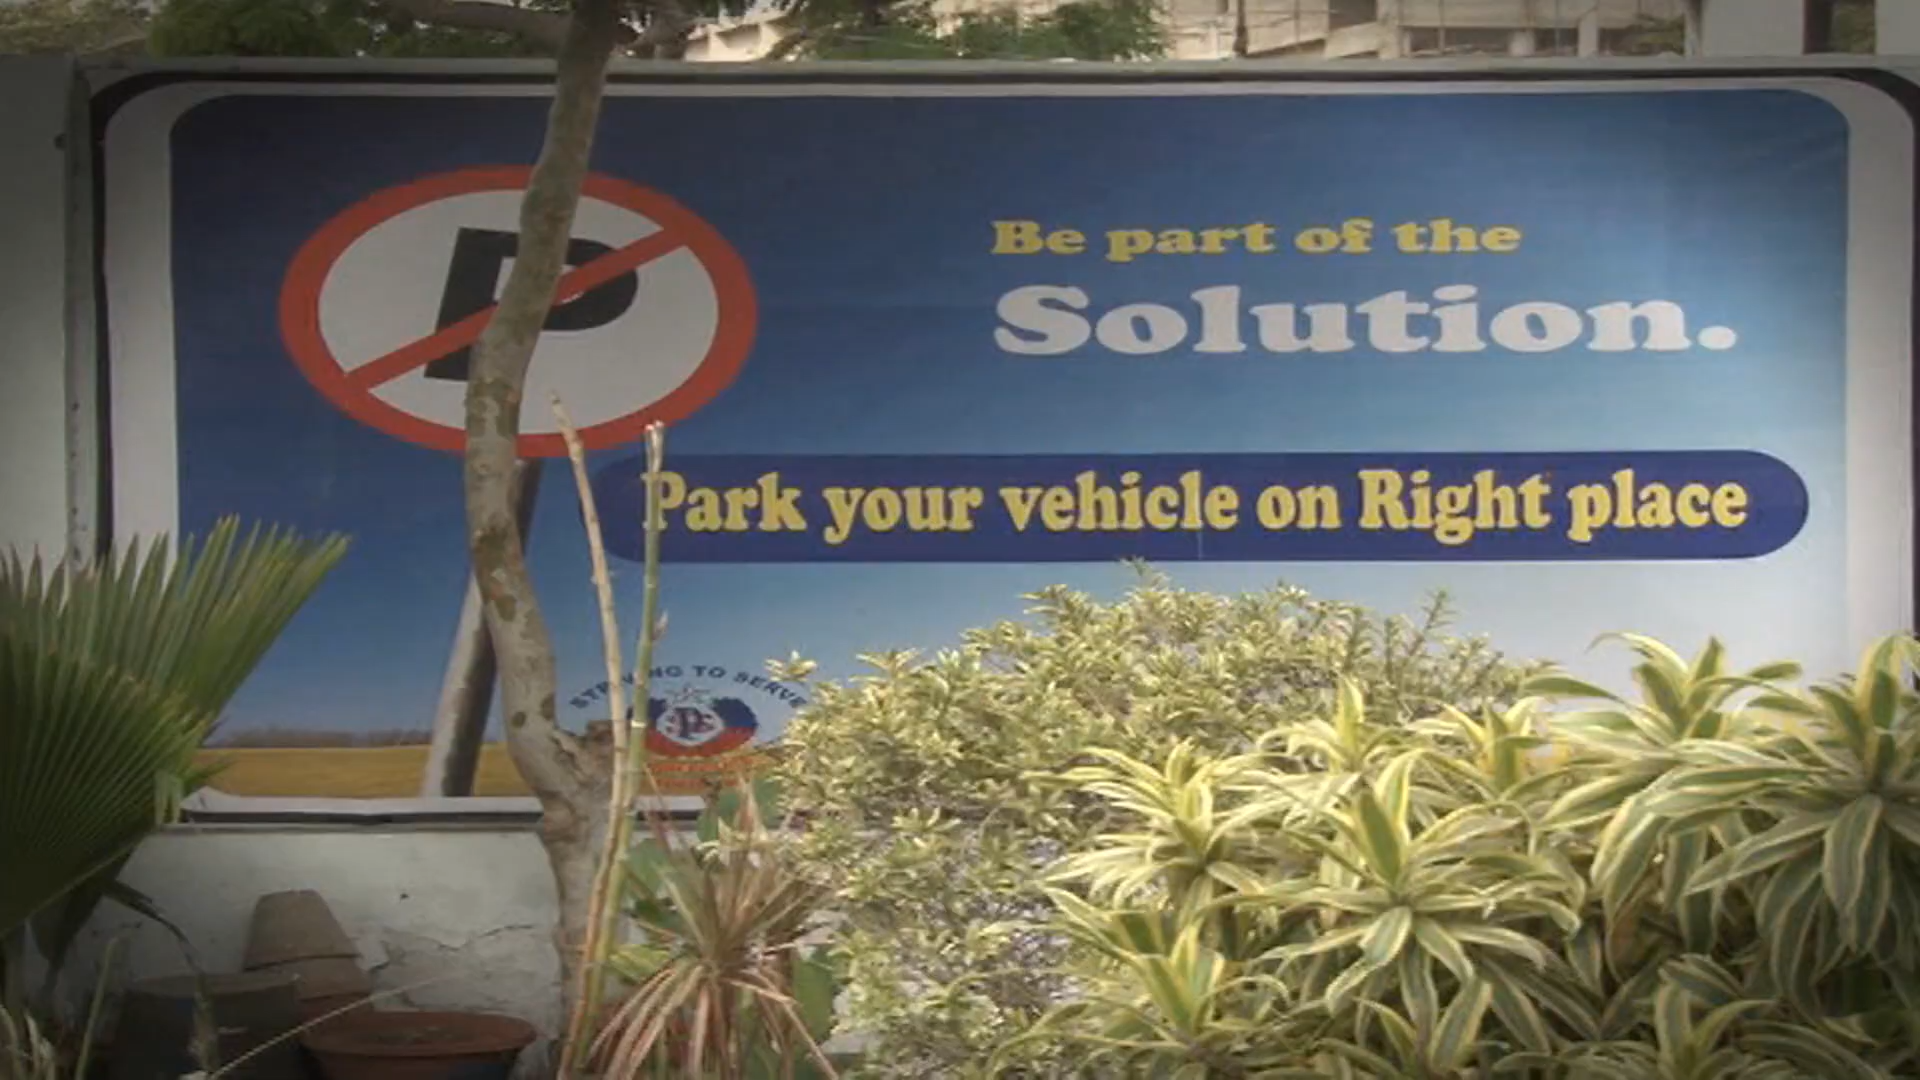 P
Be part of the
Solution.
Park your vehicle on Right place
STRIVING TO SERVE